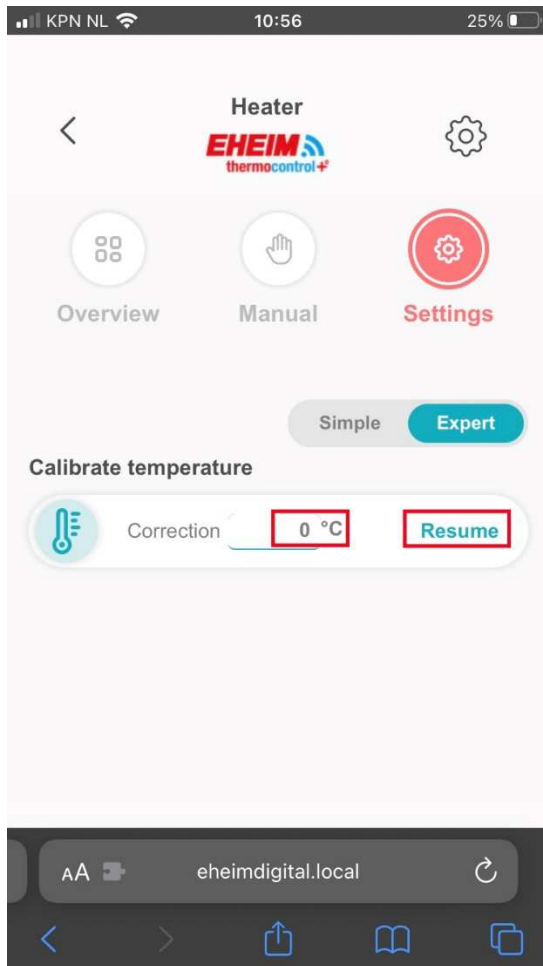 KPN NL 10:56 25%
Heater
EHEIM
thermocontrol+e
Overview Manual Settings
Simple Expert
Calibrate temperature
Correction 0 °C Resume
AA eheimdigital.local